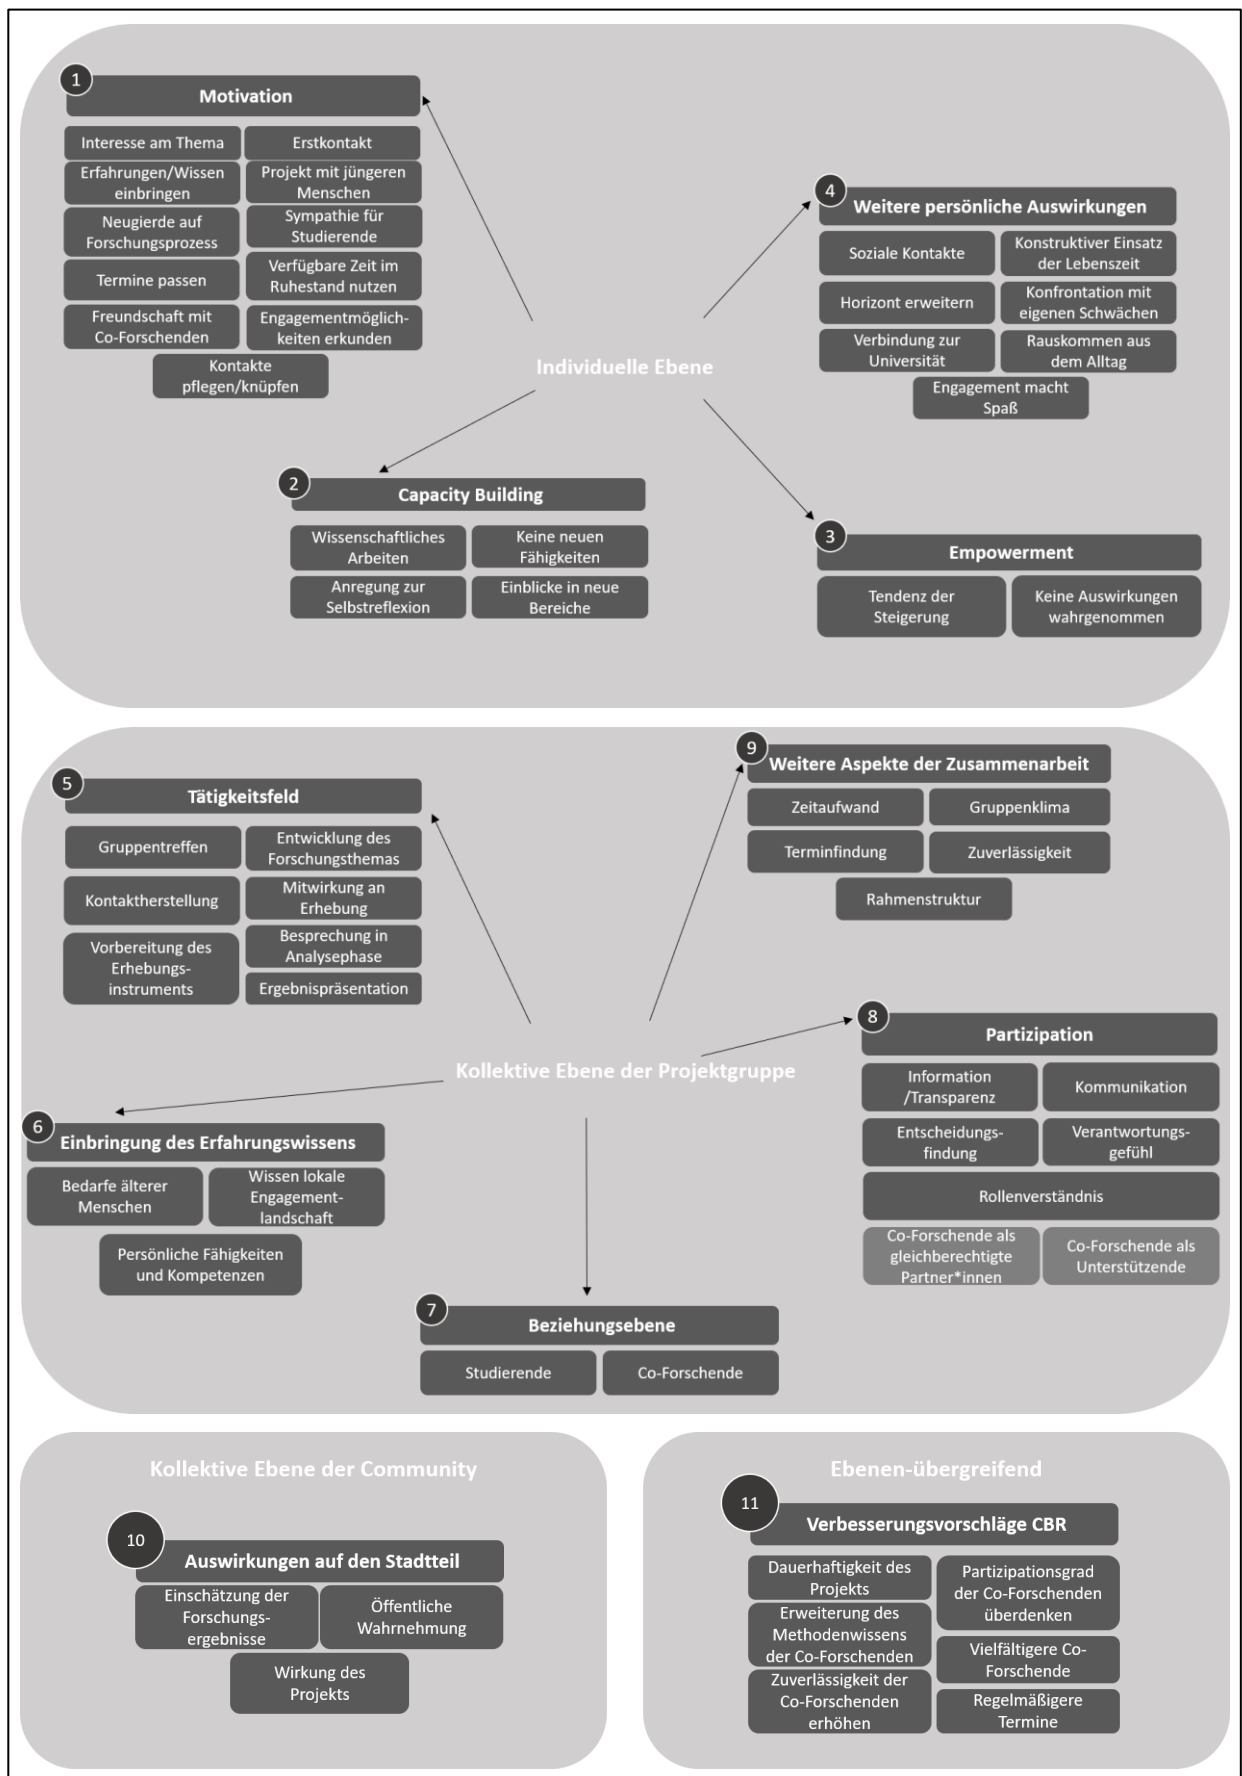 1
Motivation
Interesse am Thema
Erstkontakt
Erfahrungen/Wissen
einbringen
Projekt mit jüngeren
Menschen
Neugierde auf
Forschungsprozess
Sympathie für
Studierende
Termine passen
Verfügbare Zeit im
Ruhestand nutzen
Freundschaft mit
Co-Forschenden
Engagementmöglich-
keiten erkunden
Kontakte
pflegen/knüpfen
Individuelle Ebene
4
Weitere persönliche Auswirkungen
Soziale Kontakte
Konstruktiver Einsatz
der Lebenszeit
Horizont erweitern
Konfrontation mit
eigenen Schwächen
Verbindung zur
Universität
Rauskommen aus
dem Alltag
Engagement macht
Spaß
2
Capacity Building
Wissenschaftliches
Arbeiten
Keine neuen
Fähigkeiten
Anregung zur
Selbstreflexion
Einblicke in neue
Bereiche
3
Empowerment
Tendenz der
Steigerung
Keine Auswirkungen
wahrgenommen
5
Tätigkeitsfeld
Gruppentreffen
Entwicklung des
Forschungsthemas
Kontaktherstellung
Mitwirkung an
Erhebung
Vorbereitung des
Erhebungs-
instruments
Besprechung in
Analysephase
Ergebnispräsentation
9
Weitere Aspekte der Zusammenarbeit
Zeitaufwand
Gruppenklima
Terminfindung
Zuverlässigkeit
Rahmenstruktur
Kollektive Ebene der Projektgruppe
8
Partizipation
Information
/Transparenz
Kommunikation
Entscheidungs-
findung
Verantwortungs-
gefühl
Rollenverständnis
Co-Forschende als
gleichberechtigte
Partner*innen
Co-Forschende als
Unterstützende
6
Einbringung des Erfahrungswissens
Bedarfe älterer
Menschen
Wissen lokale
Engagement-
landschaft
Persönliche Fähigkeiten
und Kompetenzen
7
Beziehungsebene
Studierende
Co-Forschende
Kollektive Ebene der Community
10
Auswirkungen auf den Stadtteil
Einschätzung der
Forschungs-
ergebnisse
Öffentliche
Wahrnehmung
Wirkung des
Projekts
Ebenen-übergreifend
11
Verbesserungsvorschläge CBR
Dauerhaftigkeit des
Projekts
Partizipationsgrad
der Co-Forschenden
überdenken
Erweiterung des
Methodenwissens
der Co-Forschenden
Vielfältigere Co-
Forschende
Zuverlässigkeit der
Co-Forschenden
erhöhen
Regelmäßigere
Termine